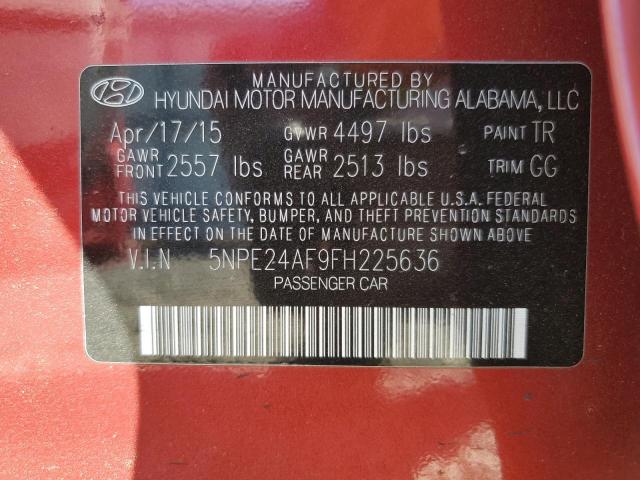 MANUFACTURED BY
HYUNDAI MOTOR MANUFACTURING ALABAMA, LLC
Apr/17/15 GVWR 4497 lbs PAINT TR
GAWR FRONT 2557 lbs GAWR REAR 2513 lbs TRIM GG
THIS VEHICLE CONFORMS TO ALL APPLICABLE U.S.A. FEDERAL
MOTOR VEHICLE SAFETY, BUMPER, AND THEFT PREVENTION STANDARDS
IN EFFECT ON THE DATE OF MANUFACTURE SHOWN ABOVE.
V.I.N 5NPE24AF9FH225636
PASSENGER CAR